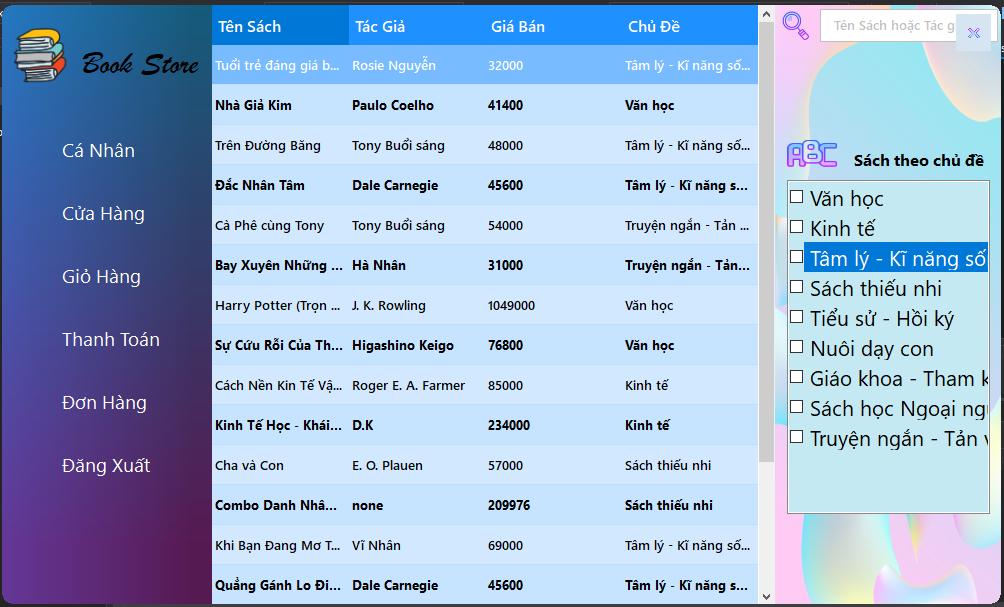 Book Store
Cá Nhân
Cửa Hàng
Giỏ Hàng
Thanh Toán
Đơn Hàng
Đăng Xuất
Tên Sách Tác Giả Giá Bán Chủ Đề
Tuổi trẻ đáng giá b... Rosie Nguyễn 32000 Tâm lý - Kĩ năng số...
Nhà Giả Kim Paulo Coelho 41400 Văn học
Trên Đường Băng Tony Buổi sáng 48000 Tâm lý - Kĩ năng số...
Đắc Nhân Tâm Dale Carnegie 45600 Tâm lý - Kĩ năng s...
Cà Phê cùng Tony Tony Buổi sáng 54000 Truyện ngắn - Tản ...
Bay Xuyên Những ... Hà Nhân 31000 Truyện ngắn - Tản...
Harry Potter (Trọn ... J. K. Rowling 1049000 Văn học
Sự Cứu Rỗi Của Th... Higashino Keigo 76800 Văn học
Cách Nền Kin Tế Vậ... Roger E. A. Farmer 85000 Kinh tế
Kinh Tế Học - Khái... D.K 234000 Kinh tế
Cha và Con E. O. Plauen 57000 Sách thiếu nhi
Combo Danh Nhâ... none 209976 Sách thiếu nhi
Khi Bạn Đang Mơ T... Vĩ Nhân 69000 Tâm lý - Kĩ năng số...
Quẳng Gánh Lo Đi... Dale Carnegie 45600 Tâm lý - Kĩ năng s...
Tên Sách hoặc Tác g
ABC Sách theo chủ đề
Văn học
Kinh tế
Tâm lý - Kĩ năng số
Sách thiếu nhi
Tiểu sử - Hồi ký
Nuôi dạy con
Giáo khoa - Tham k
Sách học Ngoại ng
Truyện ngắn - Tản v